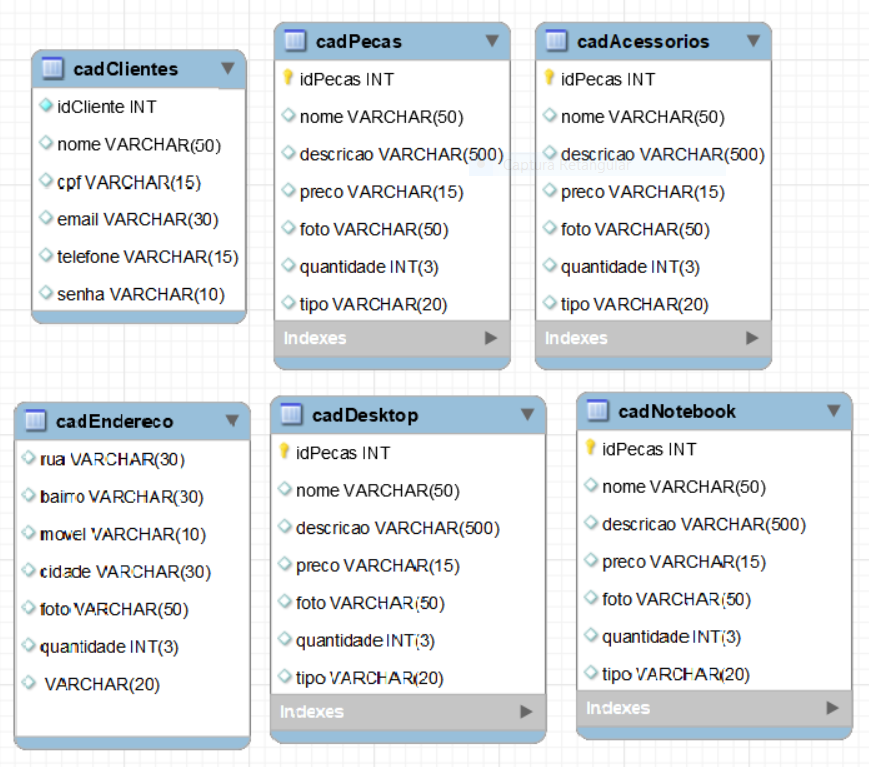 cadClientes
idCliente INT
nome VARCHAR(50)
cpf VARCHAR(15)
email VARCHAR(30)
telefone VARCHAR(15)
senha VARCHAR(10)
cadPecas
idPecas INT
nome VARCHAR(50)
descricao VARCHAR(500)
preco VARCHAR(15)
foto VARCHAR(50)
quantidade INT(3)
tipo VARCHAR(20)
Indexes
cadAcessorios
idPecas INT
nome VARCHAR(50)
descricao VARCHAR(500)
Captura Retangular
preco VARCHAR(15)
foto VARCHAR(50)
quantidade INT(3)
tipo VARCHAR(20)
Indexes
cadEndereco
rua VARCHAR(30)
bairro VARCHAR(30)
movel VARCHAR(10)
cidade VARCHAR(30)
foto VARCHAR(50)
quantidade INT(3)
VARCHAR(20)
cadDesktop
idPecas INT
nome VARCHAR(50)
descricao VARCHAR(500)
preco VARCHAR(15)
foto VARCHAR(50)
quantidade INT(3)
tipo VARCHAR(20)
Indexes
cadNotebook
idPecas INT
nome VARCHAR(50)
descricao VARCHAR(500)
preco VARCHAR(15)
foto VARCHAR(50)
quantidade INT(3)
tipo VARCHAR(20)
Indexes